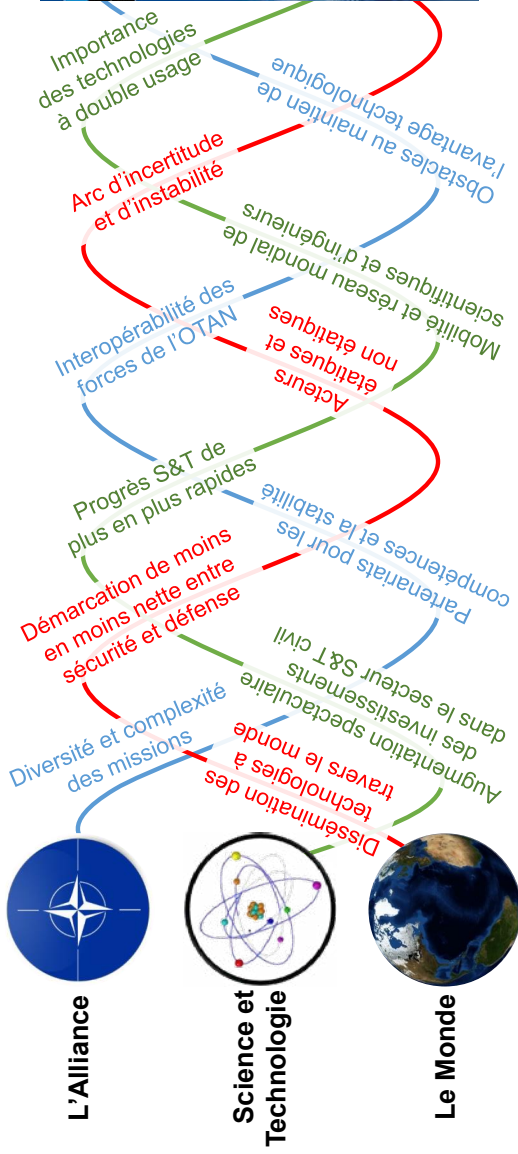 Importance
des technologies
à double usage
Obstacles au maintien de
l'avantage technologique
Arc d'incertitude
et d'instabilité
Mobilité et réseau mondial de
scientifiques et d'ingénieurs
Interopérabilité des
forces de l'OTAN
Acteurs
étatiques et
non étatiques
Progrès S&T de
plus en plus rapides
Partenariats pour les
compétences et la stabilité
Démarcation de moins
en moins nette entre
sécurité et défense
Augmentation spectaculaire
des investissements
dans le secteur S&T civil
Diversité et complexité
des missions
Dissémination des
technologies à
travers le monde
L'Alliance
Science et
Technologie
Le Monde